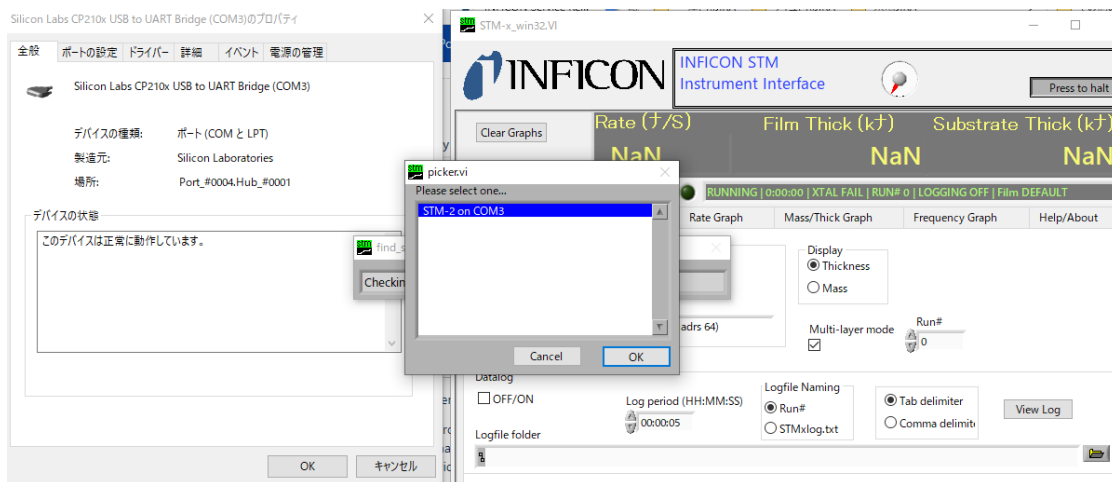 Silicon Labs CP210x USB to UART Bridge (COM3)のプロパティ
全般 ポートの設定 ドライバー 詳細 イベント 電源の管理
Silicon Labs CP210x USB to UART Bridge (COM3)
デバイスの種類: ポート (COM と LPT)
製造元: Silicon Laboratories
場所: Port_#0004.Hub_#0001
デバイスの状態
このデバイスは正常に動作しています。
OK キャンセル
STM-x_win32.VI
INFICON
INFICON STM
Instrument Interface
Press to halt
Clear Graphs
Rate (ﾅ/S) Film Thick (kﾅ) Substrate Thick (kﾅ)
NaN NaN NaN
RUNNING | 0:00:00 | XTAL FAIL | RUN# 0 | LOGGING OFF | Film DEFAULT
Rate Graph Mass/Thick Graph Frequency Graph Help/About
picker.vi
Please select one...
STM-2 on COM3
Cancel OK
find_s
Checkin
Display
Thickness
Mass
adrs 64)
Multi-layer mode
Run#
0
Datalog
OFF/ON
Log period (HH:MM:SS)
00:00:05
Logfile Naming
Run#
STMxlog.txt
Tab delimiter
Comma delimit
View Log
Logfile folder